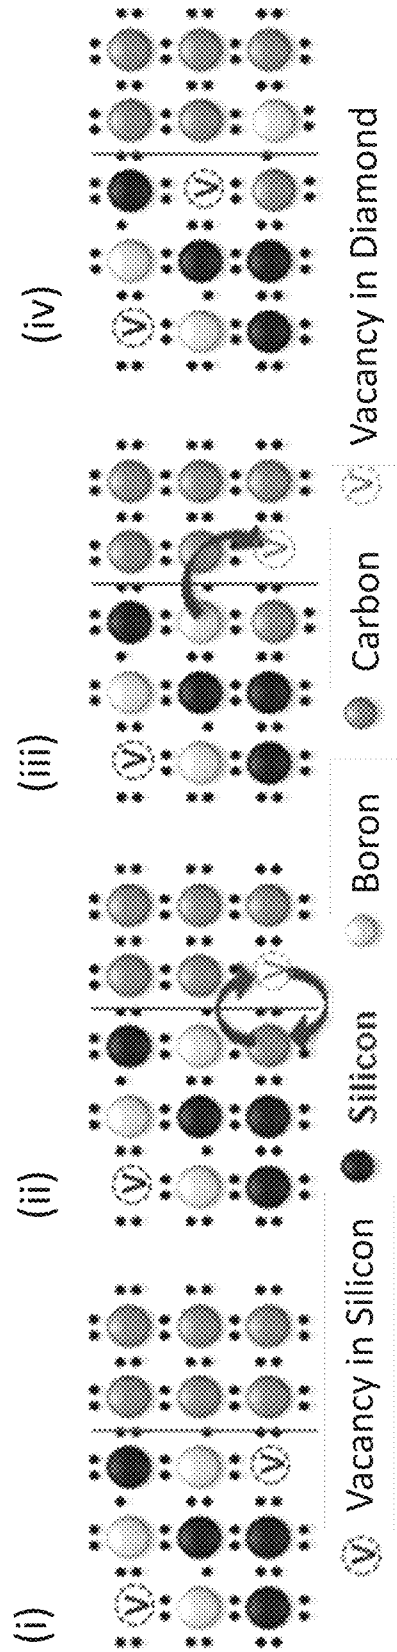 (i)
(ii)
(iii)
(iv)
V
V
V
V
V
V
V
V
V Vacancy in Silicon
Silicon
Boron
Carbon
V Vacancy in Diamond